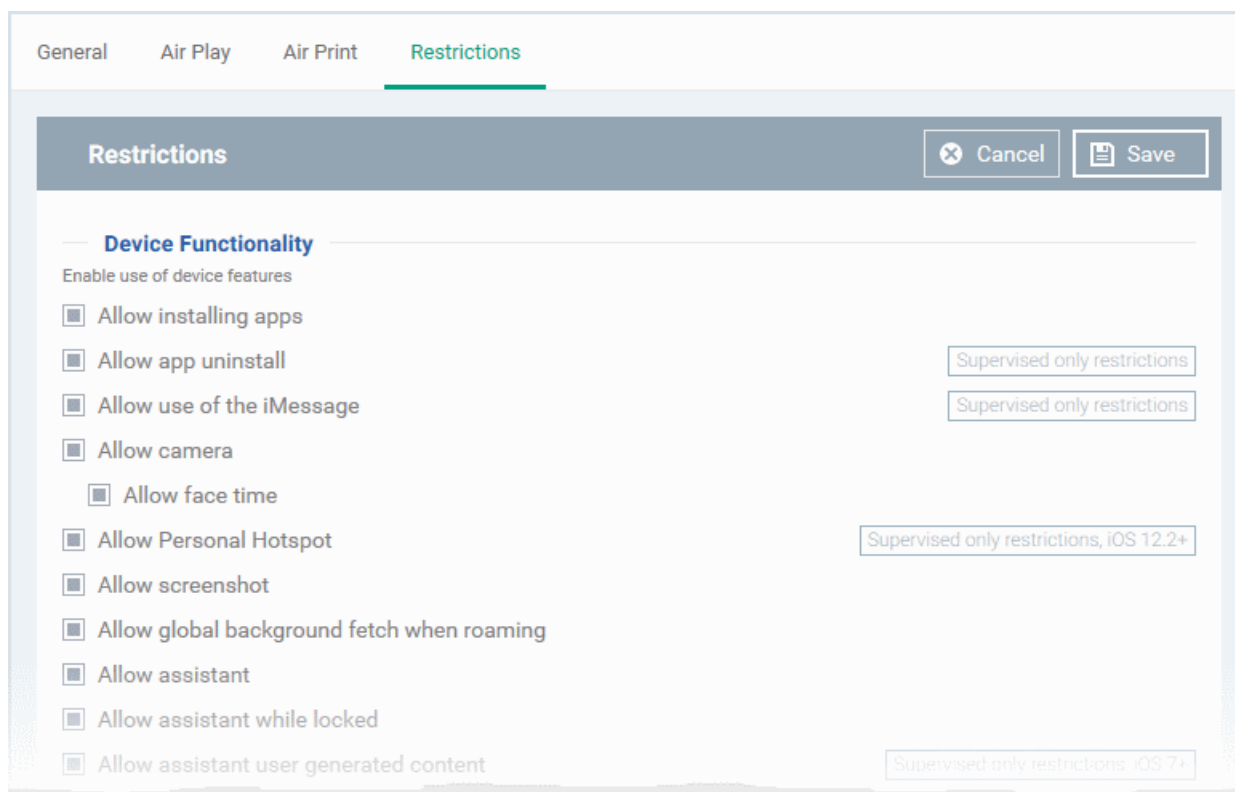 General Air Play Air Print Restrictions
Restrictions Cancel Save
Device Functionality
Enable use of device features
Allow installing apps
Allow app uninstall Supervised only restrictions
Allow use of the iMessage Supervised only restrictions
Allow camera
Allow face time
Allow Personal Hotspot Supervised only restrictions, iOS 12.2+
Allow screenshot
Allow global background fetch when roaming
Allow assistant
Allow assistant while locked
Allow assistant user generated content Supervised only restrictions, iOS 7+